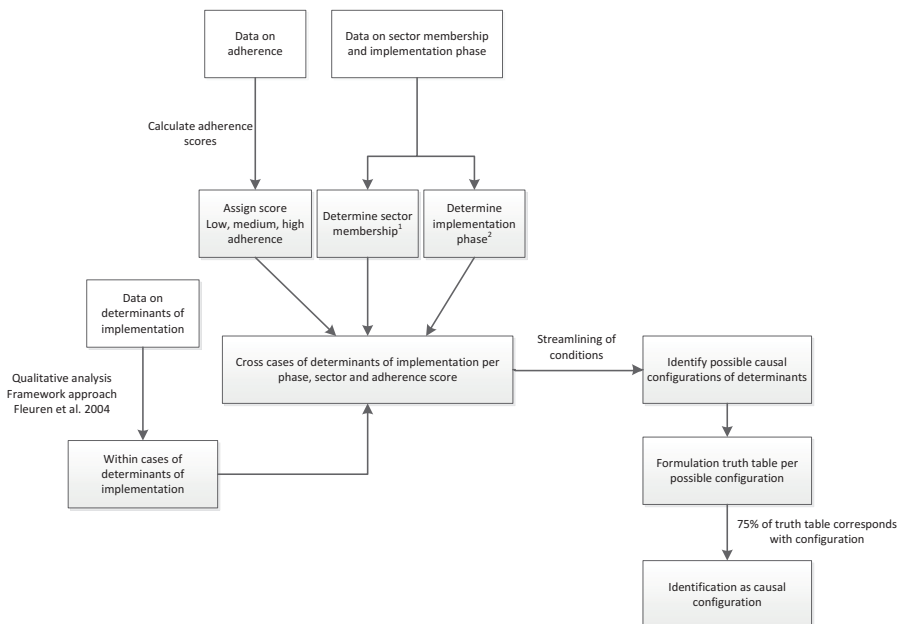 Data on
adherence
Data on sector membership
and implementation phase
Calculate adherence
scores
Assign score
Low, medium, high
adherence
Determine sector
membership¹
Determine
implementation
phase²
Data on
determinants of
implementation
Qualitative analysis
Framework approach
Fleuren et al. 2004
Within cases of
determinants of
implementation
Cross cases of determinants of implementation per
phase, sector and adherence score
Streamlining of
conditions
Identify possible causal
configurations of determinants
Formulation truth table per
possible configuration
75% of truth table corresponds
with configuration
Identification as causal
configuration